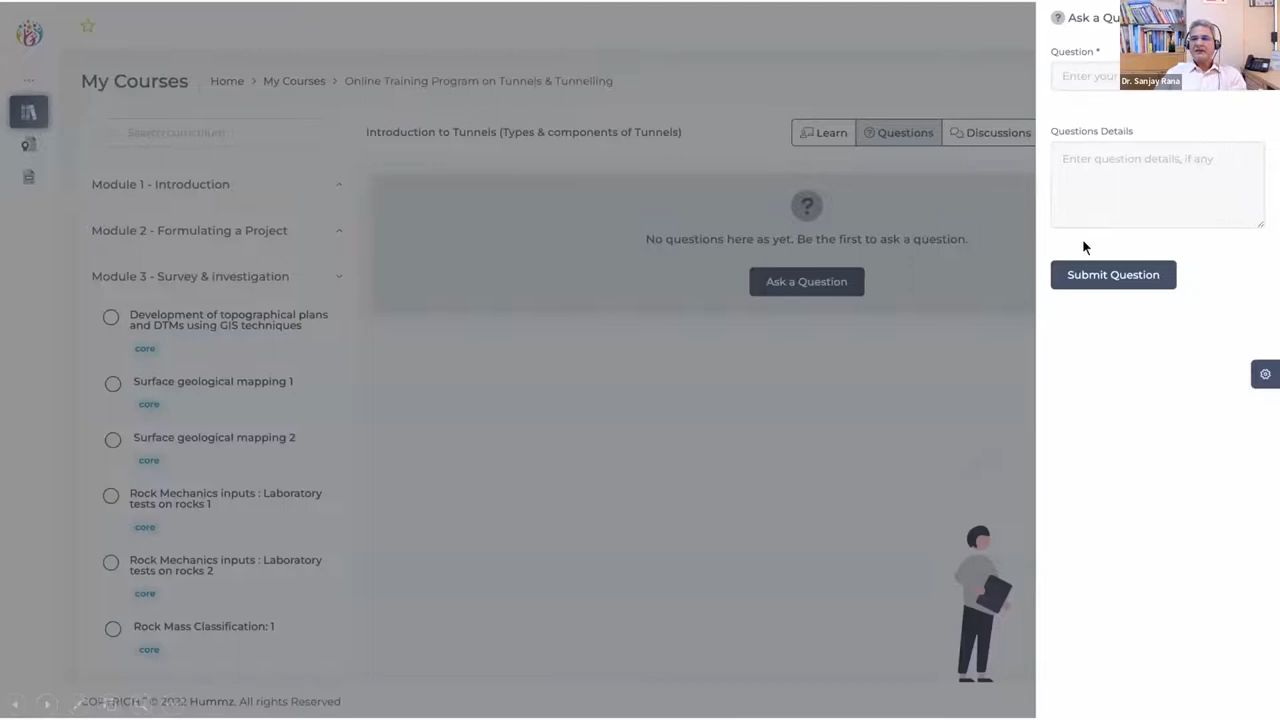 My Courses
Home > My Courses > Online Training Program on Tunnels & Tunnelling
Search curriculum
Module 1 - Introduction
Module 2 - Formulating a Project
Module 3 - Survey & investigation
Development of topographical plans
and DTMs using GIS techniques
core
Surface geological mapping 1
core
Surface geological mapping 2
core
Rock Mechanics inputs : Laboratory
tests on rocks 1
core
Rock Mechanics inputs : Laboratory
tests on rocks 2
core
Rock Mass Classification: 1
core
Introduction to Tunnels (Types & components of Tunnels)
Learn
Questions
Discussions
?
No questions here as yet. Be the first to ask a question.
Ask a Question
? Ask a Qu
Question *
Enter your
Dr. Sanjay Rana
Questions Details
Enter question details, if any
Submit Question
COPYRIGHT © 2022 Hummz. All rights Reserved